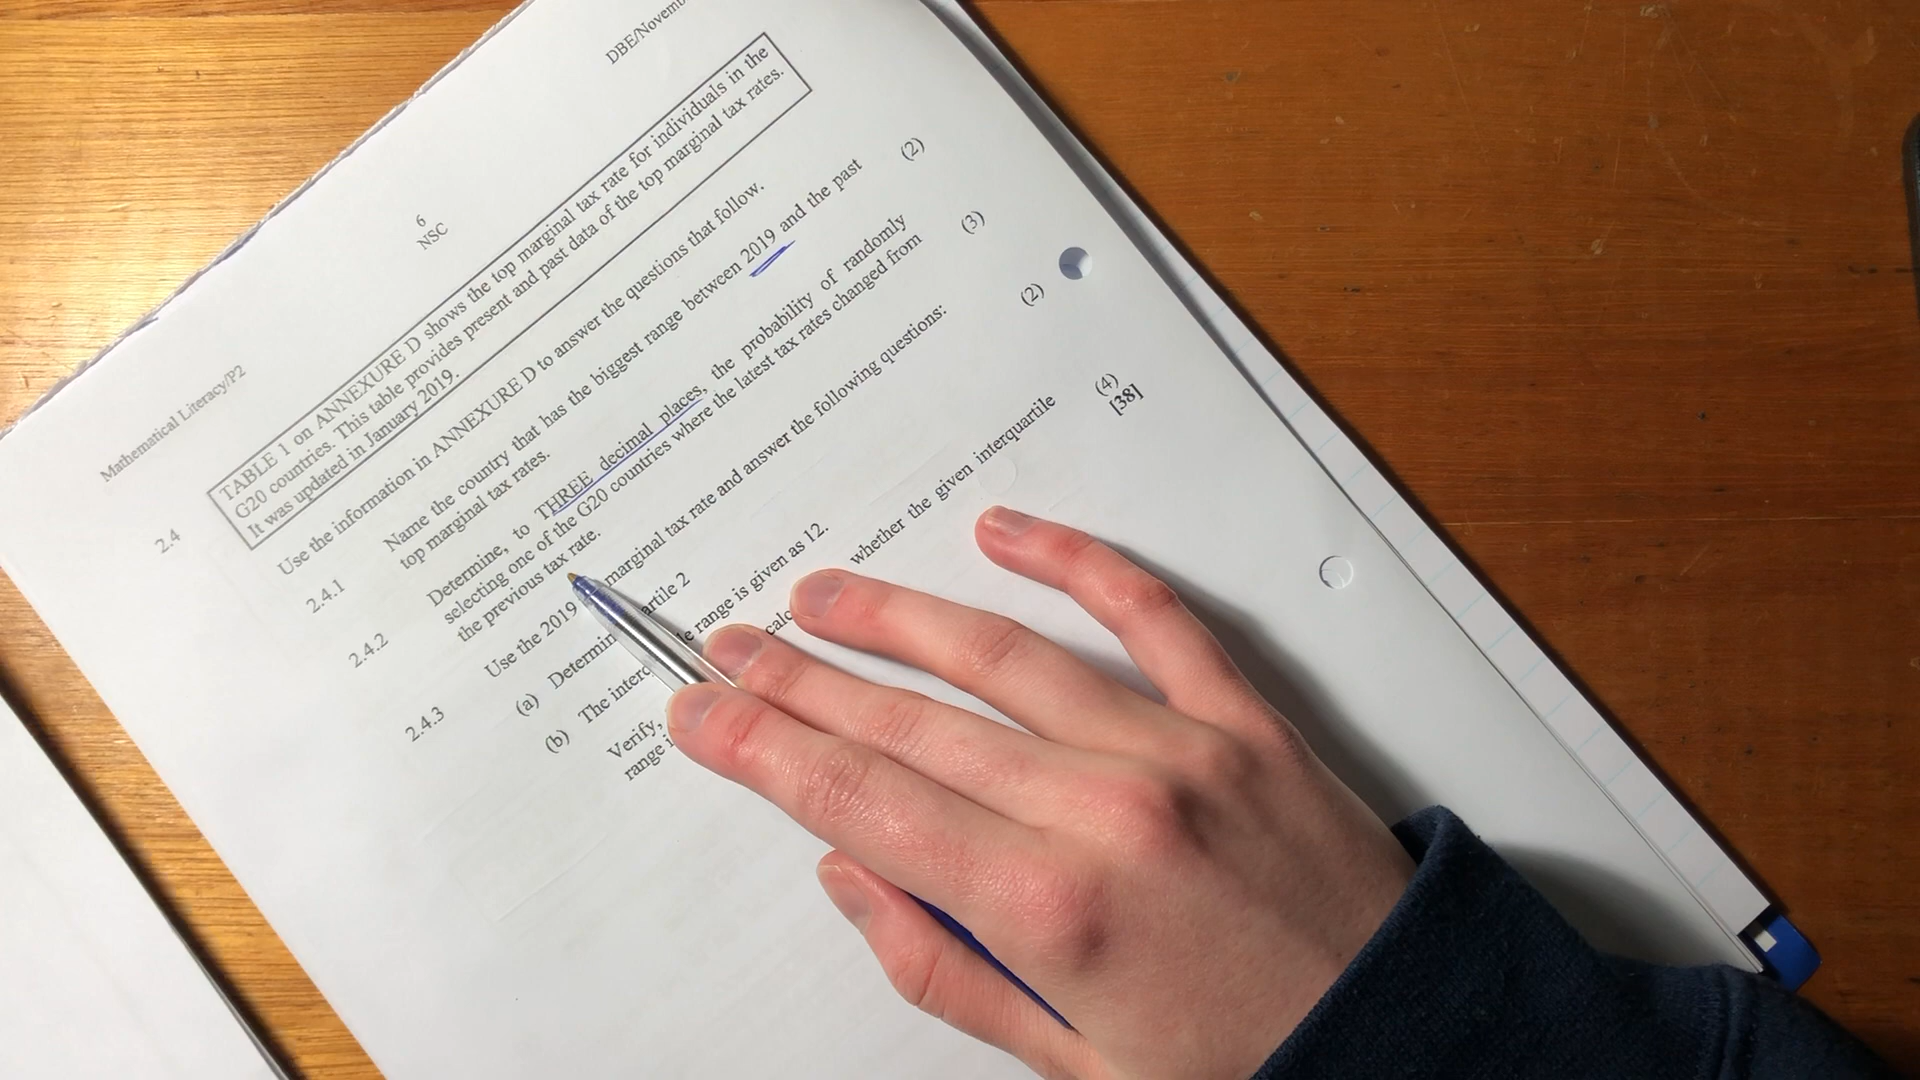 Mathematical Literacy/P2
6
NSC
2.4
TABLE 1 on ANNEXURE D shows the top marginal tax rate for individuals in the
G20 countries. This table provides present and past data of the top marginal tax rates.
It was updated in January 2019.
Use the information in ANNEXURE D to answer the questions that follow.
2.4.1 Name the country that has the biggest range between 2019 and the past
top marginal tax rates. (2)
2.4.2 Determine, to THREE decimal places, the probability of randomly
selecting one of the G20 countries where the latest tax rates changed from
the previous tax rate. (3)
2.4.3 Use the 2019 marginal tax rate and answer the following questions:
(a) 2 (2)
(b) The range is given as 12.
Verify, whether the given interquartile
range (4)
[38]